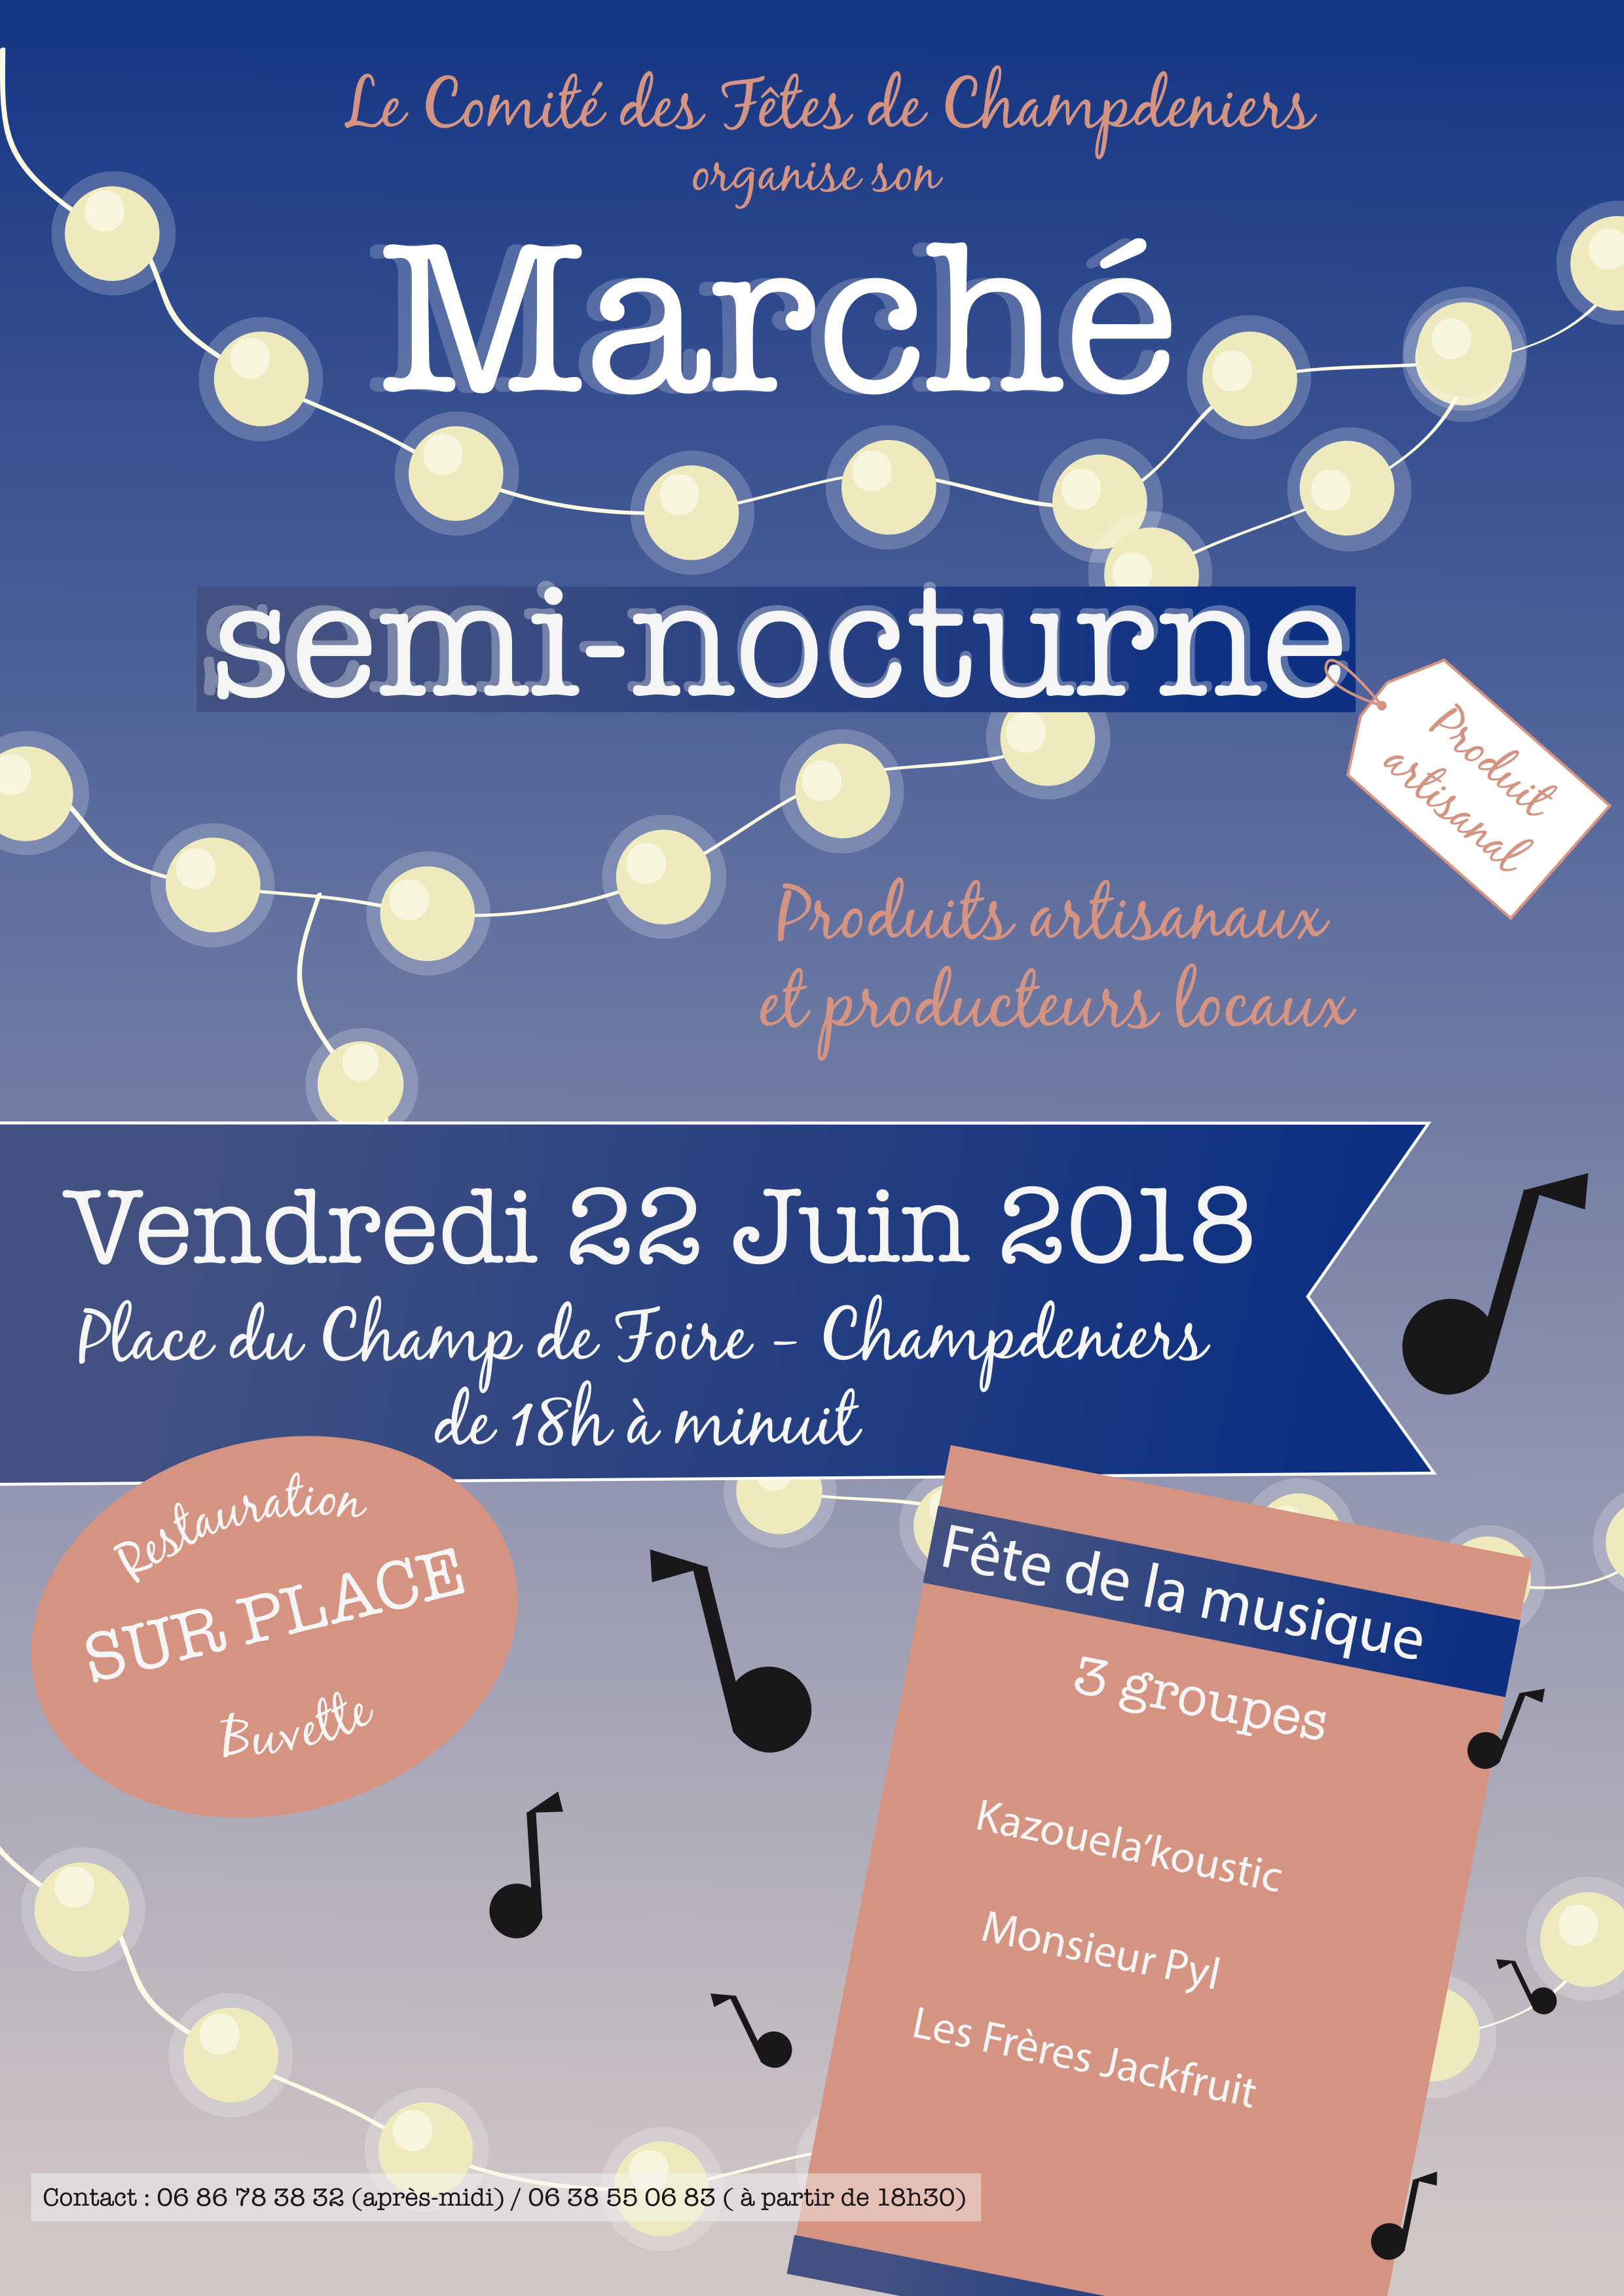 Le Comité des Fêtes de Champdeniers
organise son
Marché
semi-nocturne
Produit
artisanal
Produits artisanaux
et producteurs locaux
Vendredi 22 Juin 2018
Place du Champ de Foire - Champdeniers
de 18h à minuit
Restauration
SUR PLACE
Buvette
Fête de la musique
3 groupes
Kazouela'koustic
Monsieur Pyl
Les Frères Jackfruit
Contact : 06 86 78 38 32 (après-midi) / 06 38 55 06 83 ( à partir de 18h30)